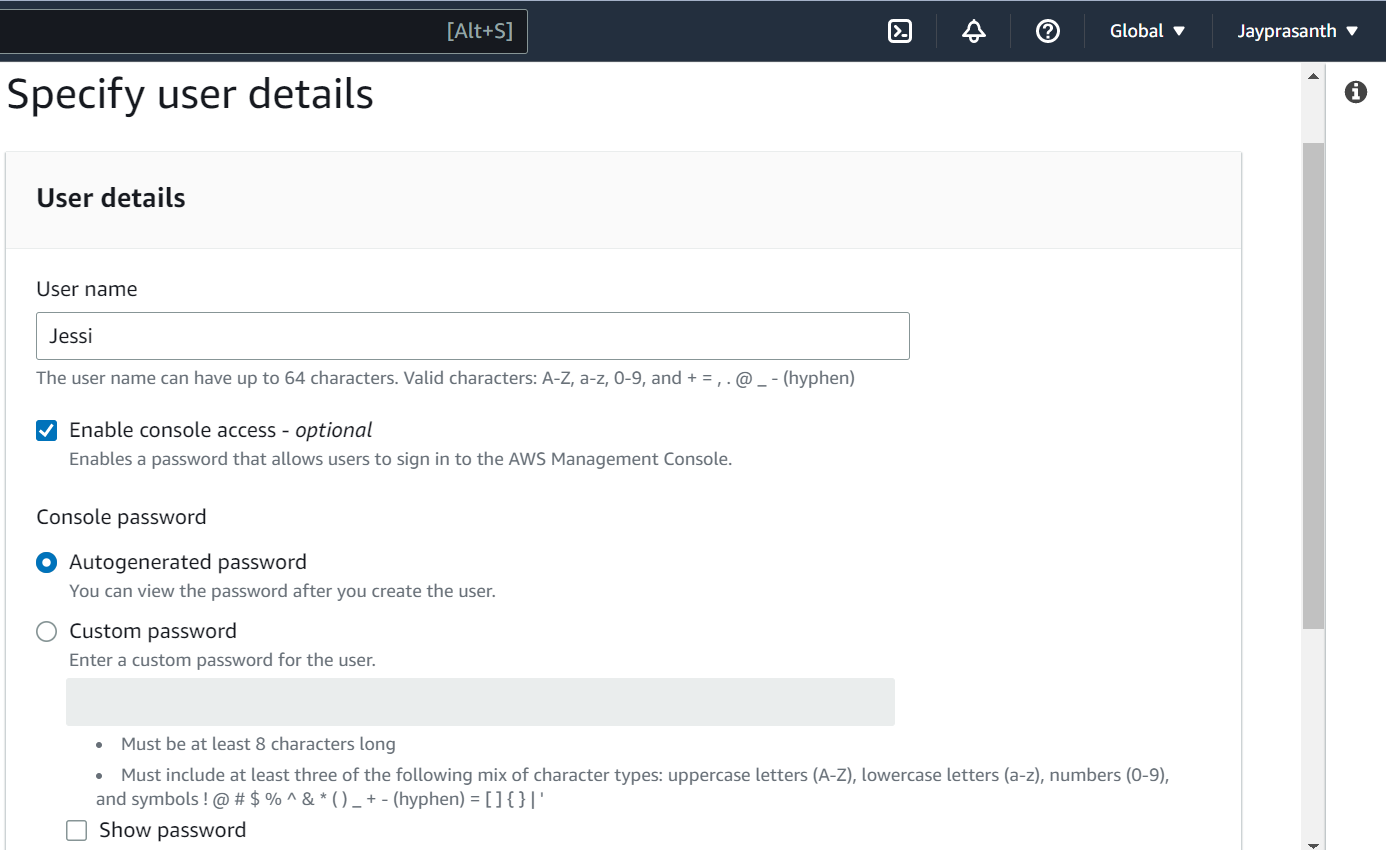 [Alt+S]
Global ▼
Jayprasanth ▼
Specify user details
User details
User name
Jessi
The user name can have up to 64 characters. Valid characters: A-Z, a-z, 0-9, and + = , . @ _ - (hyphen)
Enable console access - optional
Enables a password that allows users to sign in to the AWS Management Console.
Console password
Autogenerated password
You can view the password after you create the user.
Custom password
Enter a custom password for the user.
• Must be at least 8 characters long
• Must include at least three of the following mix of character types: uppercase letters (A-Z), lowercase letters (a-z), numbers (0-9),
and symbols ! @ # $ % ^ & * ( ) _ + - (hyphen) = [ ] { } | '
Show password